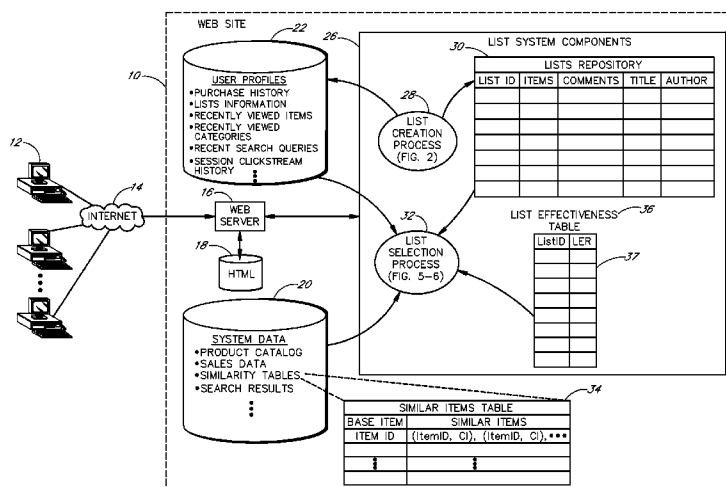 WEB SITE
10
12
14
INTERNET
16
WEB
SERVER
18
HTML
22
USER PROFILES
•PURCHASE HISTORY
•LISTS INFORMATION
•RECENTLY VIEWED ITEMS
•RECENTLY VIEWED
CATEGORIES
•RECENT SEARCH QUERIES
•SESSION CLICKSTREAM
HISTORY
20
SYSTEM DATA
•PRODUCT CATALOG
•SALES DATA
•SIMILARITY TABLES
•SEARCH RESULTS
26
LIST SYSTEM COMPONENTS
28
LIST
CREATION
PROCESS
(FIG. 2)
30
LISTS REPOSITORY
LIST ID ITEMS COMMENTS TITLE AUTHOR
32
LIST
SELECTION
PROCESS
(FIG. 5-6)
LIST EFFECTIVENESS
TABLE
36
ListID LER
37
34
SIMILAR ITEMS TABLE
BASE ITEM SIMILAR ITEMS
ITEM ID (ItemID, CI), (ItemID, CI), •••